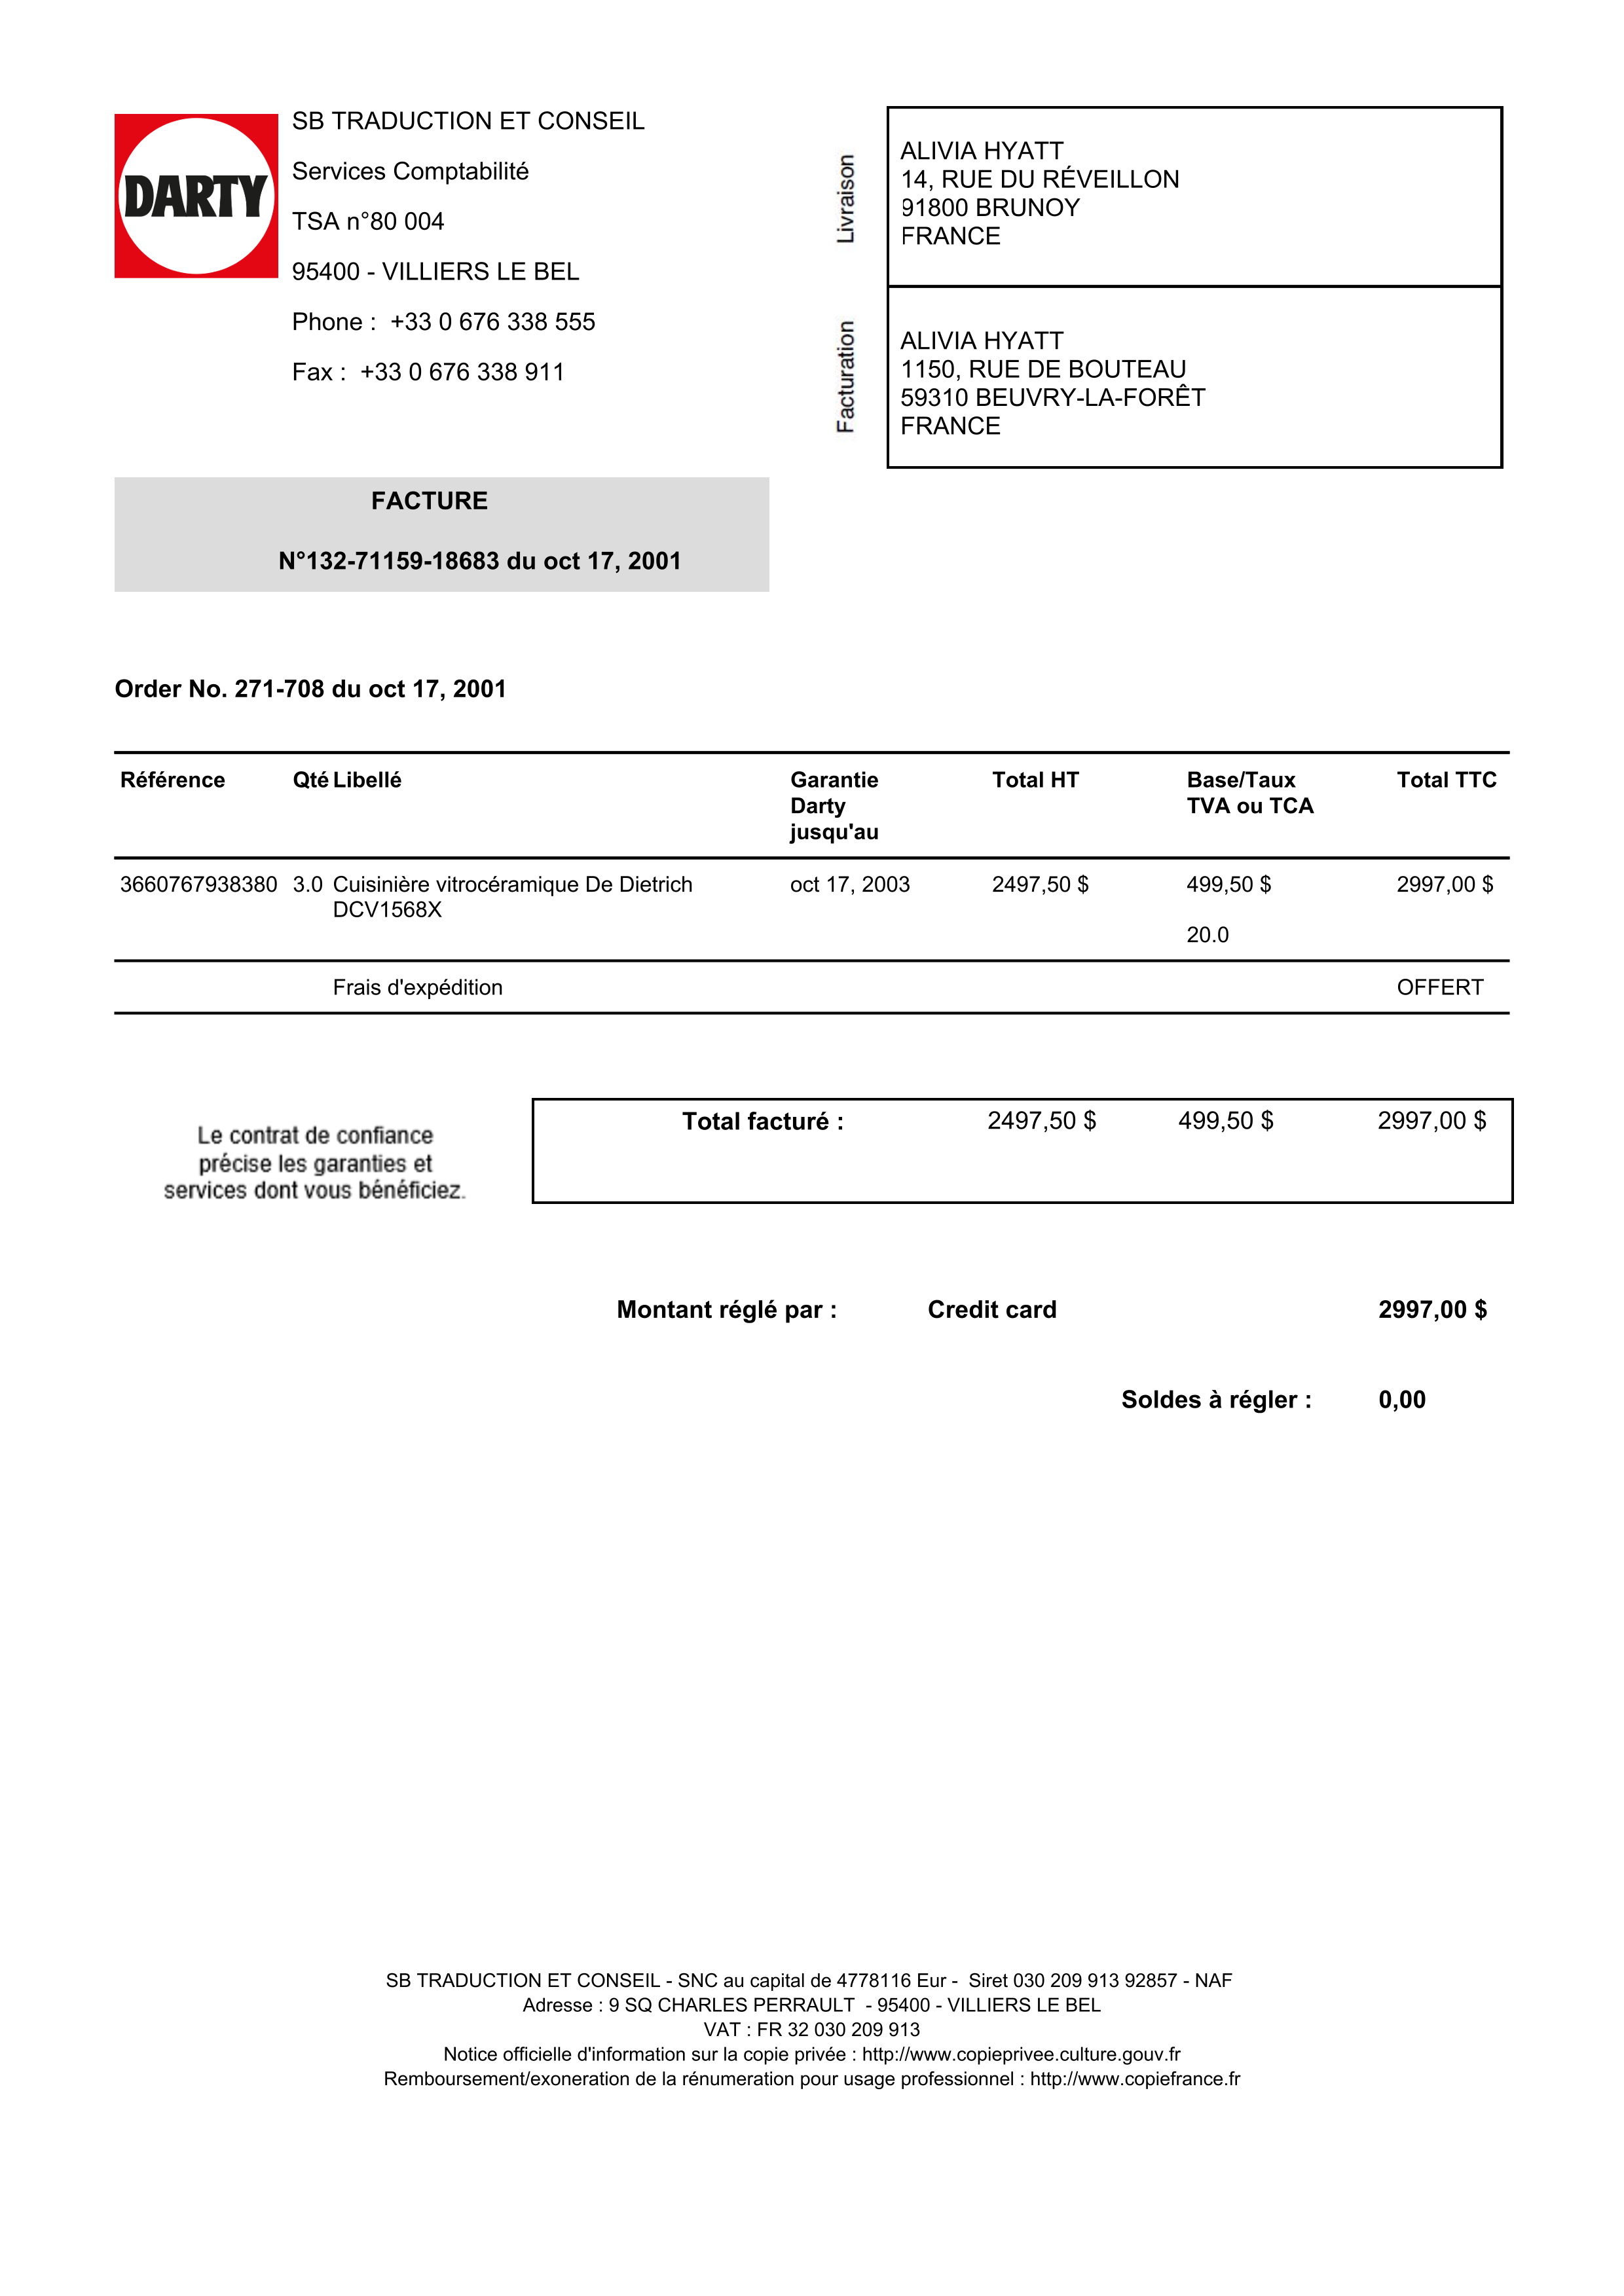 DARTY
SB TRADUCTION ET CONSEIL
Services Comptabilité
TSA n°80 004
95400 - VILLIERS LE BEL
Phone : +33 0 676 338 555
Fax : +33 0 676 338 911
Livraison
ALIVIA HYATT
14, RUE DU RÉVEILLON
91800 BRUNOY
FRANCE
Facturation
ALIVIA HYATT
1150, RUE DE BOUTEAU
59310 BEUVRY-LA-FORÊT
FRANCE
FACTURE
N°132-71159-18683 du oct 17, 2001
Order No. 271-708 du oct 17, 2001
Référence Qté Libellé Garantie Total HT Base/Taux Total TTC
Darty TVA ou TCA
jusqu'au
3660767938380 3.0 Cuisinière vitrocéramique De Dietrich oct 17, 2003 2497,50 $ 499,50 $ 2997,00 $
DCV1568X
20.0
Frais d'expédition OFFERT
Total facturé : 2497,50 $ 499,50 $ 2997,00 $
Le contrat de confiance
précise les garanties et
services dont vous bénéficiez.
Montant réglé par : Credit card 2997,00 $
Soldes à régler : 0,00
SB TRADUCTION ET CONSEIL - SNC au capital de 4778116 Eur - Siret 030 209 913 92857 - NAF
Adresse : 9 SQ CHARLES PERRAULT - 95400 - VILLIERS LE BEL
VAT : FR 32 030 209 913
Notice officielle d'information sur la copie privée : http://www.copieprivee.culture.gouv.fr
Remboursement/exoneration de la rénumeration pour usage professionnel : http://www.copiefrance.fr